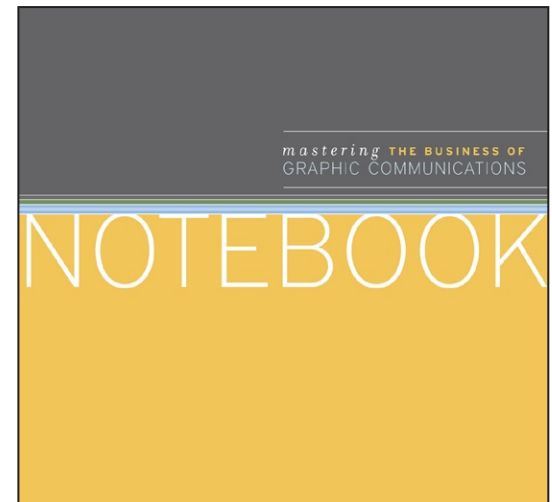 mastering THE BUSINESS OF
GRAPHIC COMMUNICATIONS
NOTEBOOK